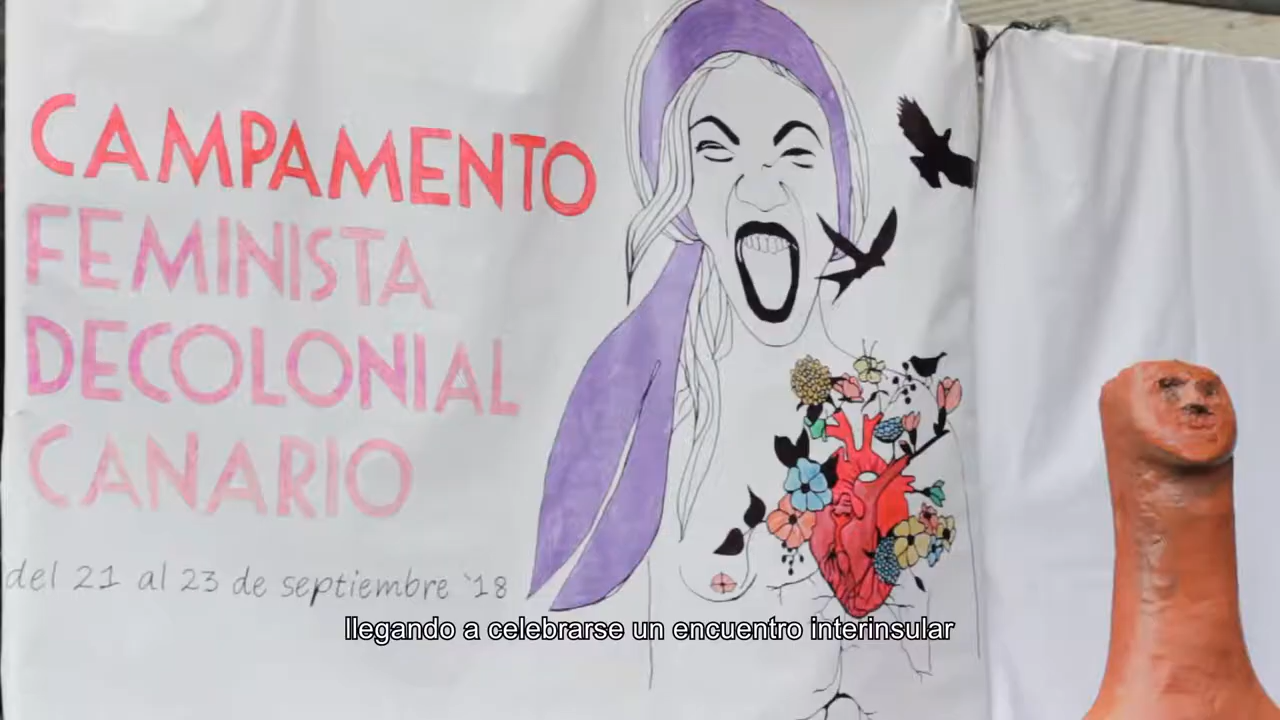 CAMPAMENTO
FEMINISTA
DECOLONIAL
CANARIO
del 21 al 23 de septiembre '18
llegando a celebrarse un encuentro interinsular